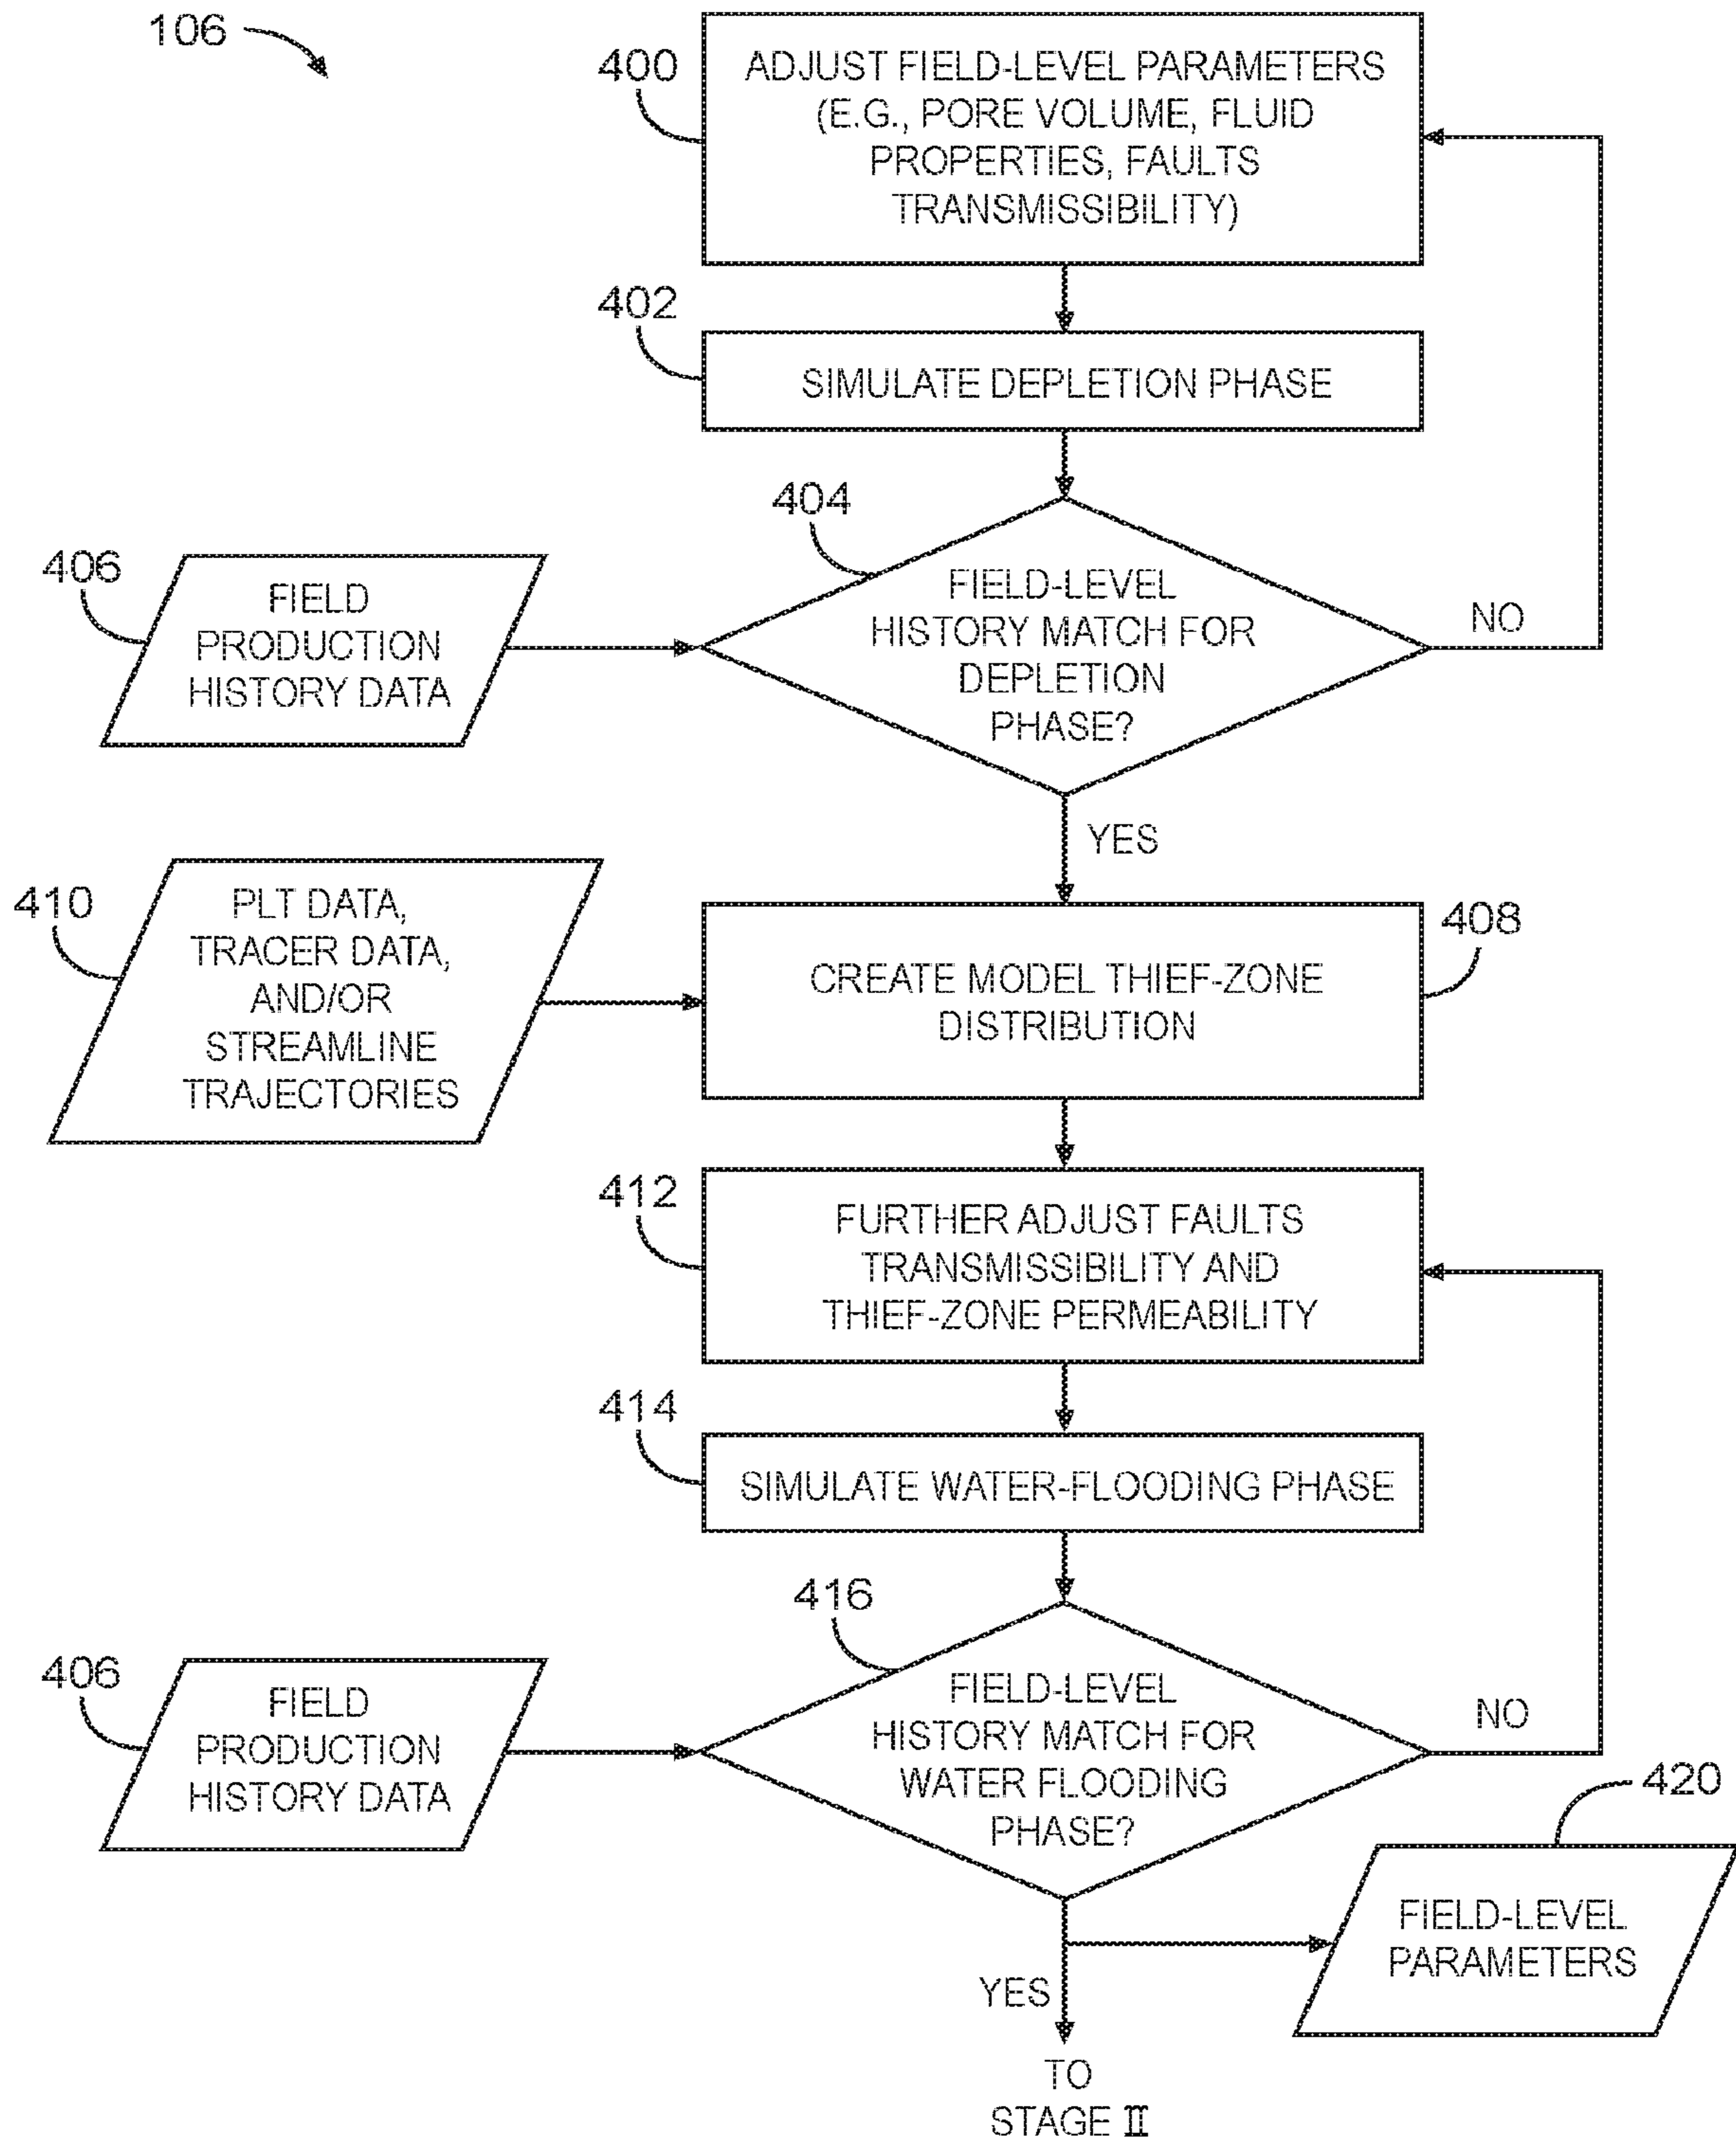 106
400
ADJUST FIELD-LEVEL PARAMETERS
(E.G., PORE VOLUME, FLUID
PROPERTIES, FAULTS
TRANSMISSIBILITY)
402
SIMULATE DEPLETION PHASE
404
FIELD-LEVEL
HISTORY MATCH FOR
DEPLETION
PHASE?
NO
406
FIELD
PRODUCTION
HISTORY DATA
YES
410
PLT DATA,
TRACER DATA,
AND/OR
STREAMLINE
TRAJECTORIES
408
CREATE MODEL THIEF-ZONE
DISTRIBUTION
412
FURTHER ADJUST FAULTS
TRANSMISSIBILITY AND
THIEF-ZONE PERMEABILITY
414
SIMULATE WATER-FLOODING PHASE
416
FIELD-LEVEL
HISTORY MATCH FOR
WATER FLOODING
PHASE?
NO
406
FIELD
PRODUCTION
HISTORY DATA
420
FIELD-LEVEL
PARAMETERS
YES
TO
STAGE II